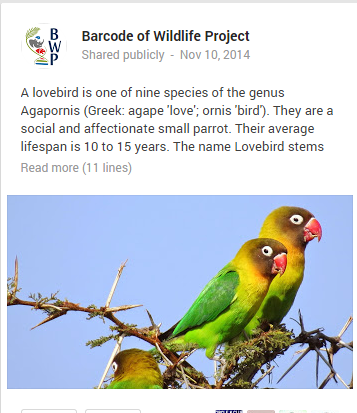 B
W
P
Barcode of Wildlife Project
Shared publicly - Nov 10, 2014
A lovebird is one of nine species of the genus
Agapornis (Greek: agape 'love'; ornis 'bird'). They are a
social and affectionate small parrot. Their average
lifespan is 10 to 15 years. The name Lovebird stems
Read more (11 lines)